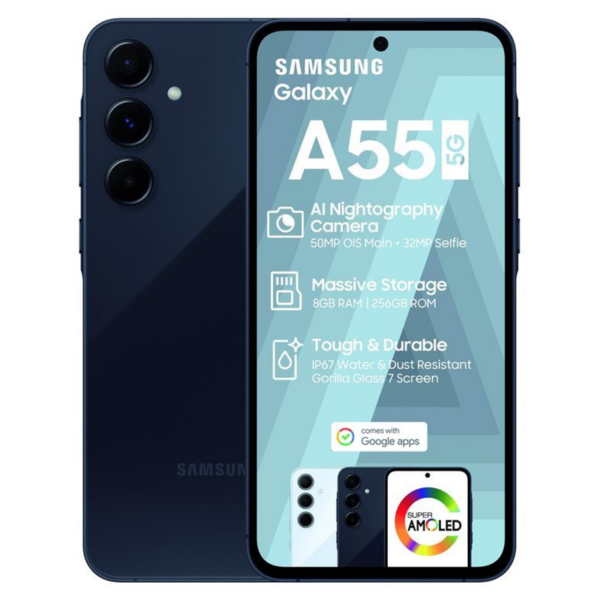 SAMSUNG
Galaxy
A55 5G
AI Nightography
Camera
50MP OIS Main + 32MP Selfie
Massive Storage
8GB RAM | 256GB ROM
Tough & Durable
IP67 Water & Dust Resistant
Gorilla Glass 7 Screen
comes with
Google apps
SUPER
AMOLED
SAMSUN